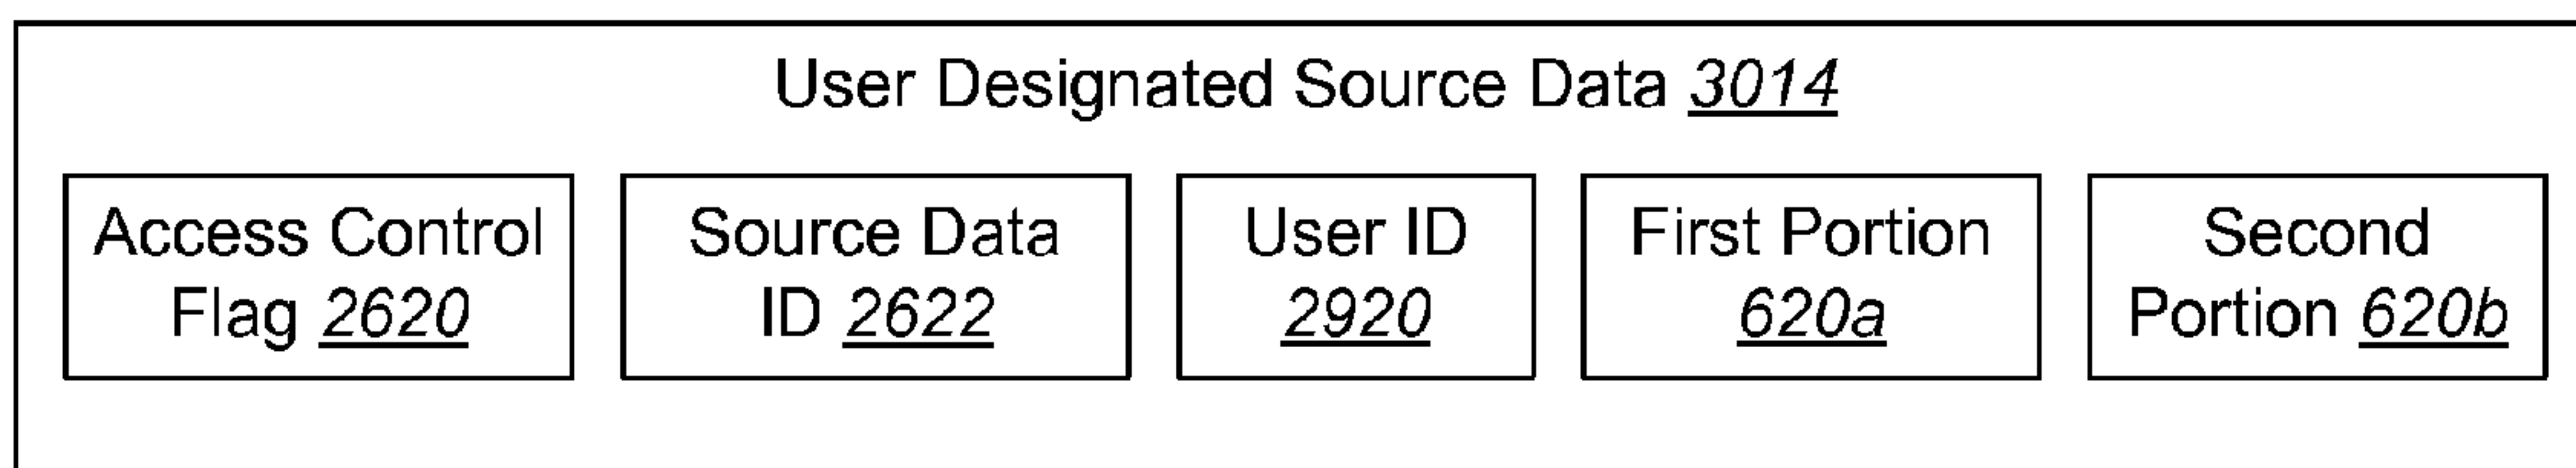 User Designated Source Data 3014
Access Control
Flag 2620
Source Data
ID 2622
User ID
2920
First Portion
620a
Second
Portion 620b